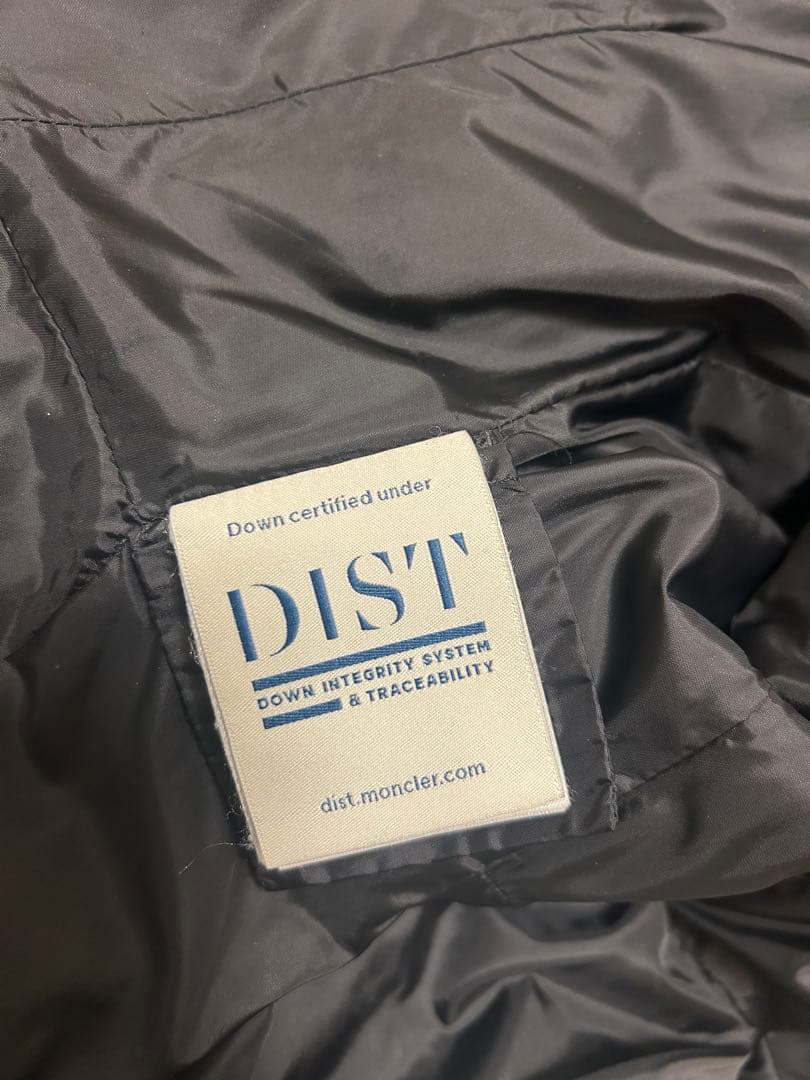 Down certified under
DIST
DOWN INTEGRITY SYSTEM
& TRACEABILITY
dist.moncler.com